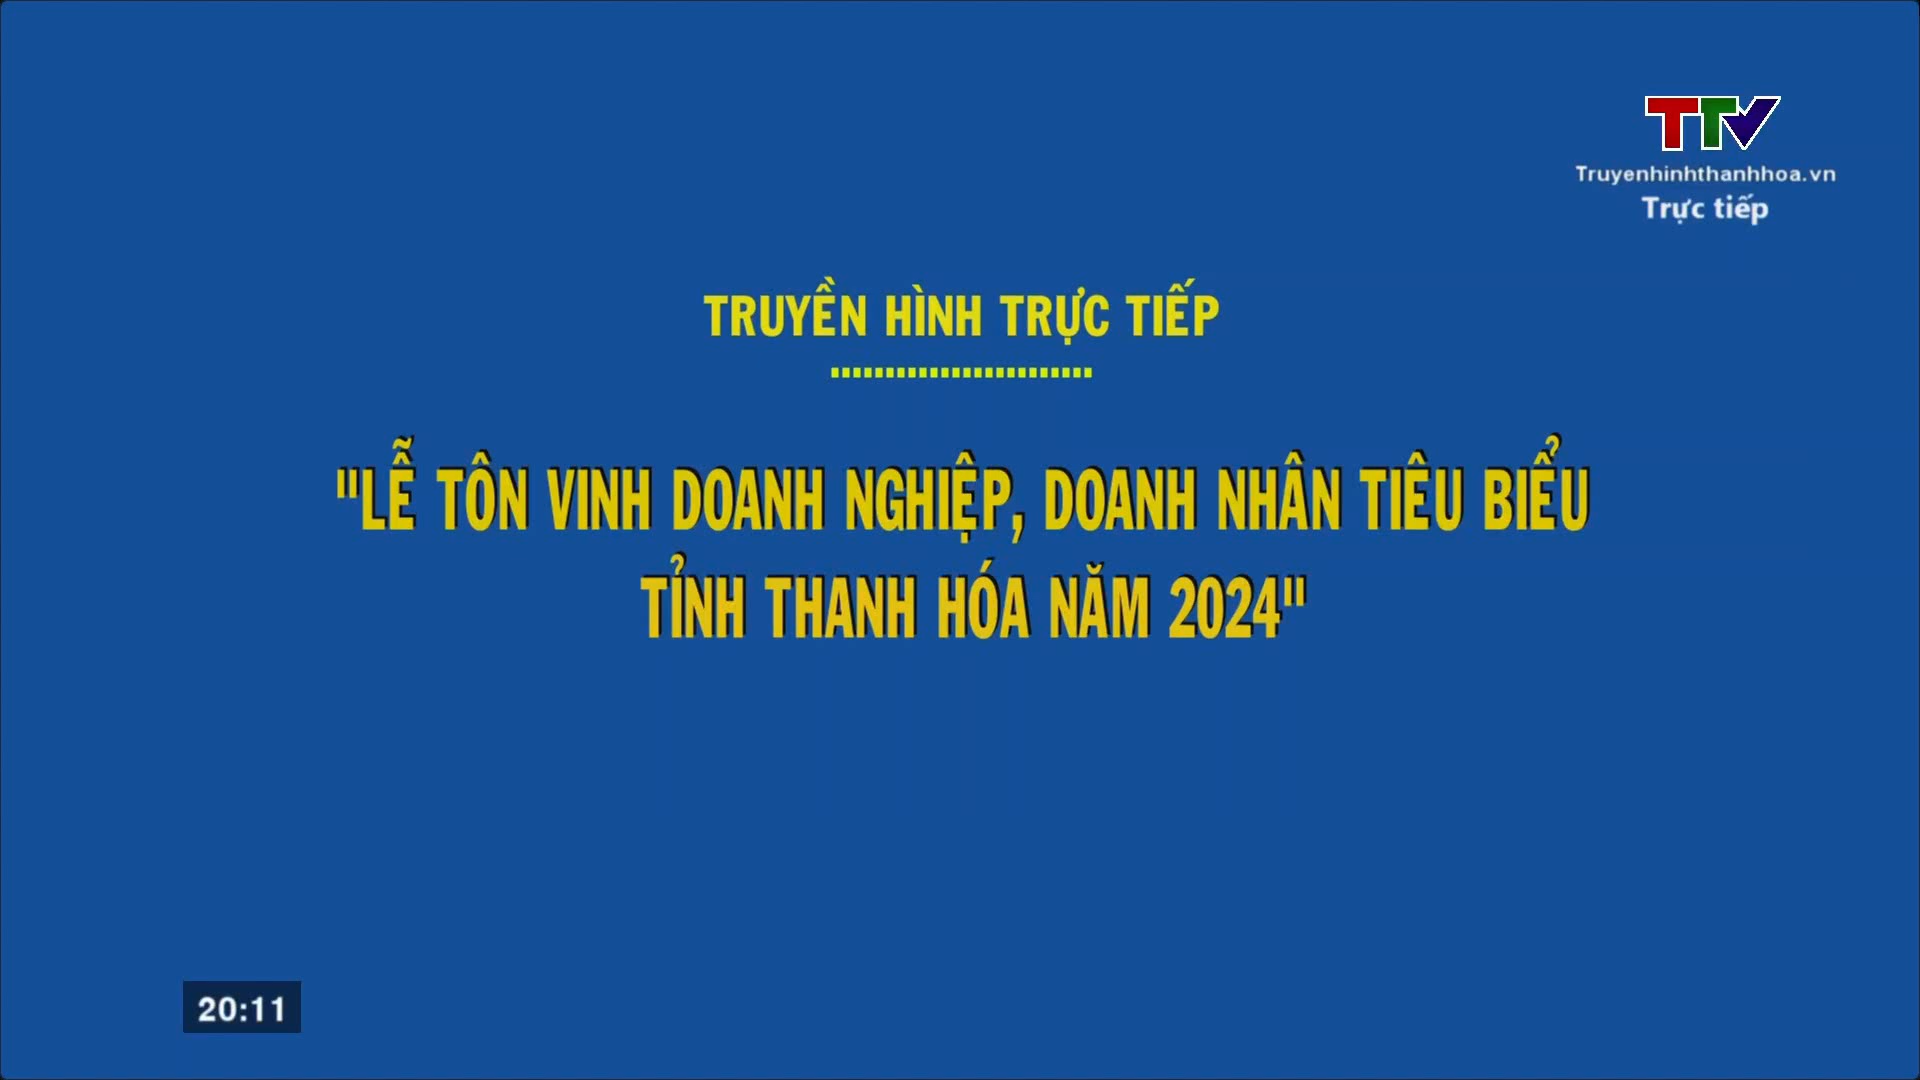 TTV
Truyenhinhthanhhoa.vn
Trực tiếp
TRUYỀN HÌNH TRỰC TIẾP
"LỄ TÔN VINH DOANH NGHIỆP, DOANH NHÂN TIÊU BIỂU
TỈNH THANH HÓA NĂM 2024"
20:11